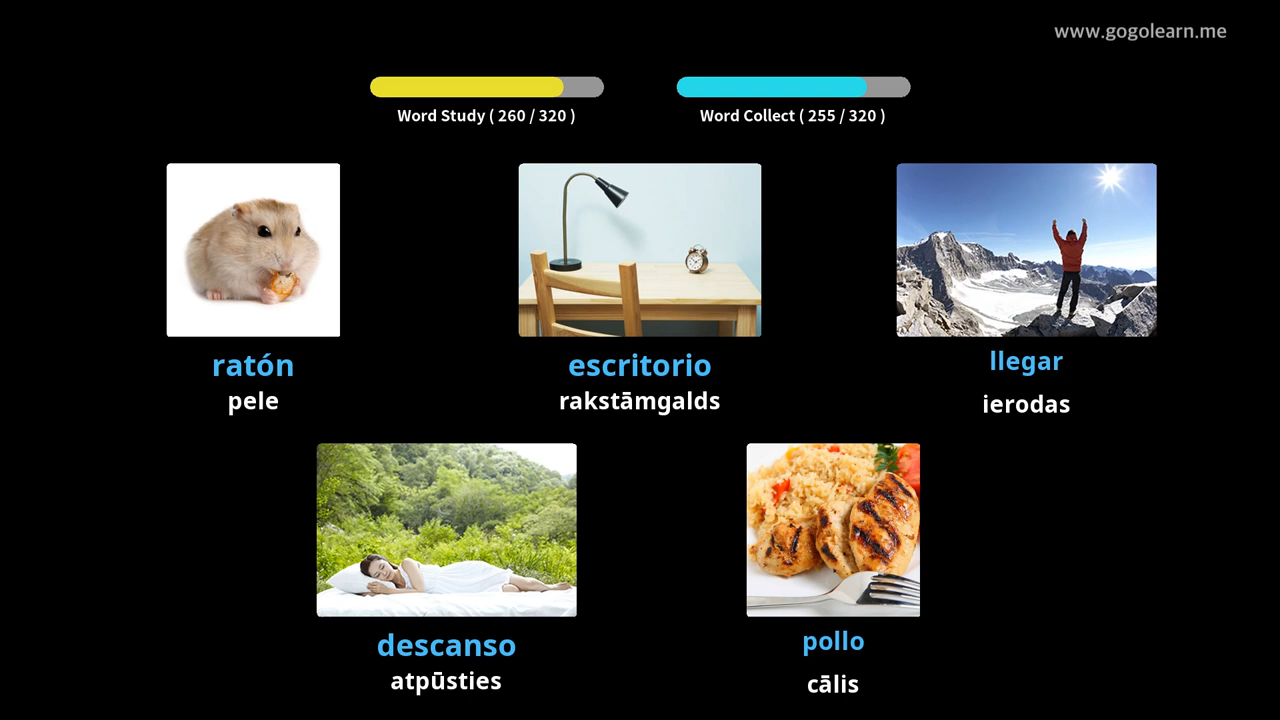 www.gogolearn.me
Word Study ( 260 / 320 )
Word Collect ( 255 / 320 )
ratón
pele
escritorio
rakstāmgalds
llegar
ierodas
descanso
atpūsties
pollo
cālis